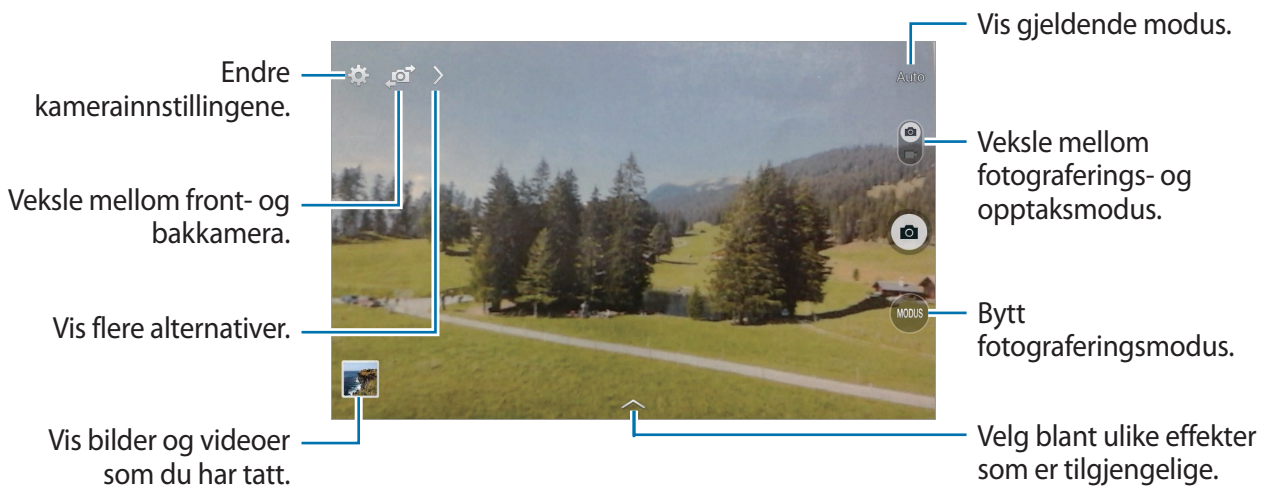 Endre
kamerainnstillingene.
Veksle mellom front- og
bakkamera.
Vis flere alternativer.
Vis bilder og videoer
som du har tatt.
Auto
MODUS
Vis gjeldende modus.
Veksle mellom
fotograferings- og
opptaksmodus.
Bytt
fotograferingsmodus.
Velg blant ulike effekter
som er tilgjengelige.